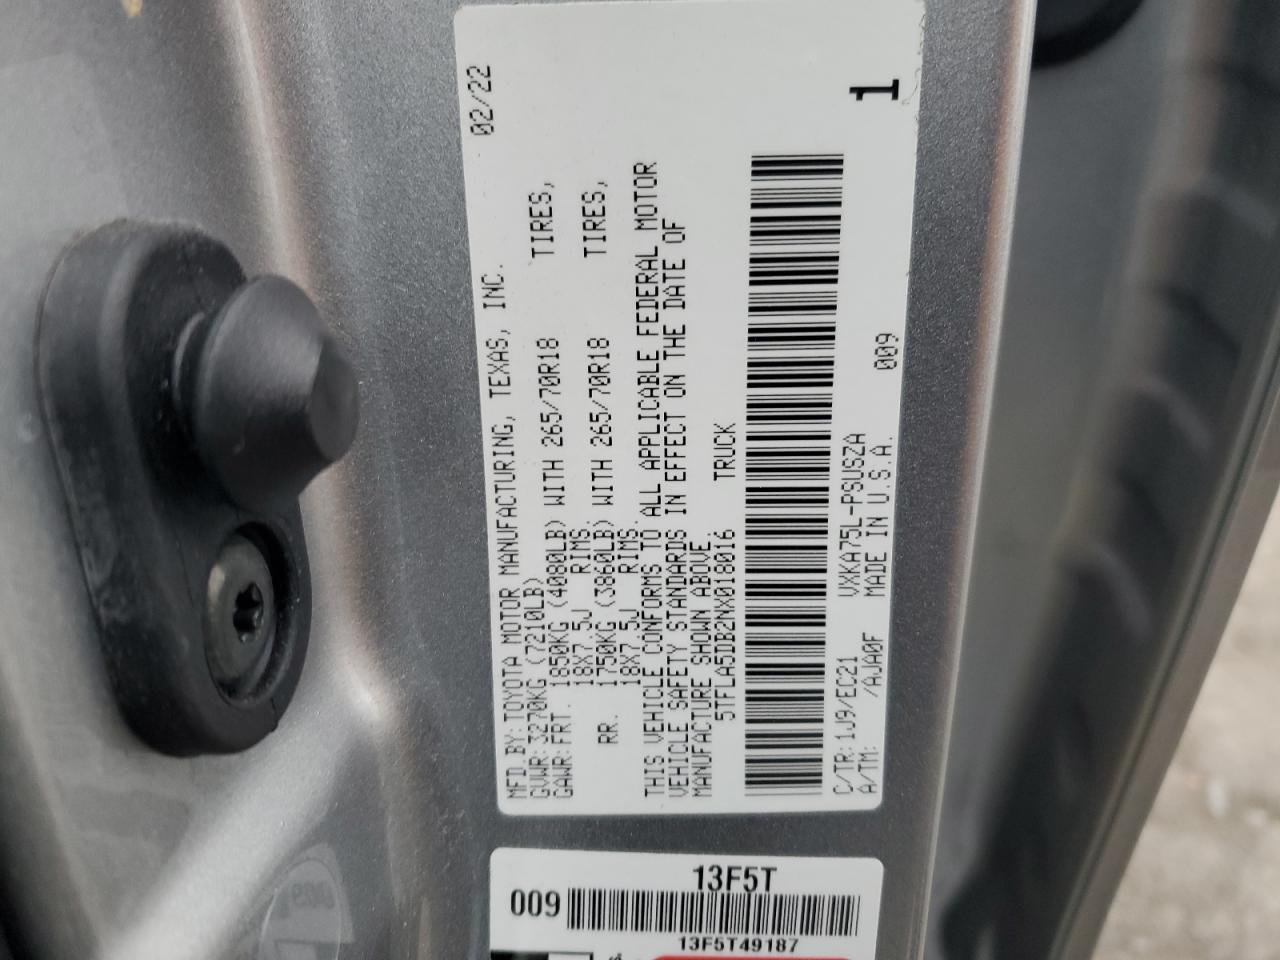 MFD. BY: TOYOTA MOTOR MANUFACTURING, TEXAS, INC. 02/22
GVWR: 3270KG (7210LB)
GAWR: FRT. 1850KG (4080LB) WITH 265/70R18 TIRES,
18X7.5J RIMS.
RR. 1750KG (3860LB) WITH 265/70R18 TIRES,
18X7.5J RIMS.
THIS VEHICLE CONFORMS TO ALL APPLICABLE FEDERAL MOTOR
VEHICLE SAFETY STANDARDS IN EFFECT ON THE DATE OF
MANUFACTURE SHOWN ABOVE.
5TFLA5DB2NX018016 TRUCK
1
C/TR: 1J9/EC21 VXKA75L-PSUSZA
A/TM: /AJA0F MADE IN U.S.A. 009
13F5T
009
13F5T49187